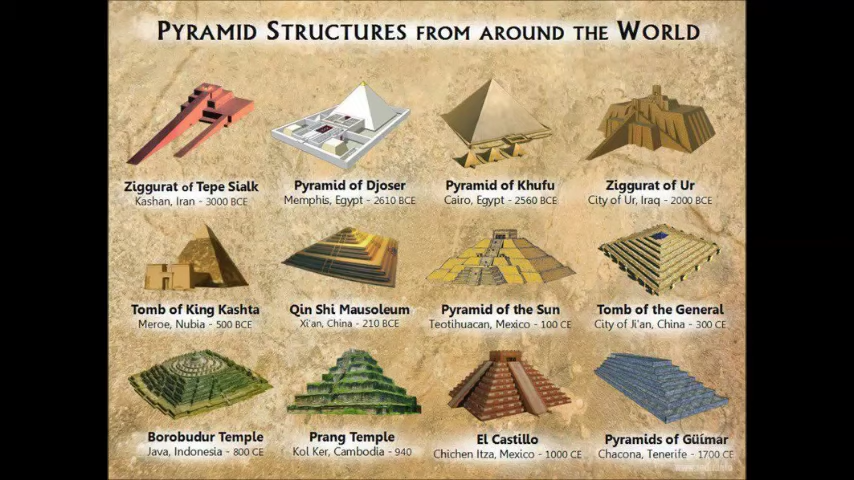 PYRAMID STRUCTURES FROM AROUND THE WORLD
Ziggurat of Tepe Sialk
Kashan, Iran - 3000 BCE
Pyramid of Djoser
Memphis, Egypt - 2610 BCE
Pyramid of Khufu
Cairo, Egypt - 2560 BCE
Ziggurat of Ur
City of Ur, Iraq - 2000 BCE
Tomb of King Kashta
Meroe, Nubia - 500 BCE
Qin Shi Mausoleum
Xi'an, China - 210 BCE
Pyramid of the Sun
Teotihuacan, Mexico - 100 CE
Tomb of the General
City of Ji'an, China - 300 CE
Borobudur Temple
Java, Indonesia - 800 CE
Prang Temple
Kol Ker, Cambodia - 940
El Castillo
Chichen Itza, Mexico - 1000 CE
Pyramids of Güímar
Chacona, Tenerife - 1700 CE